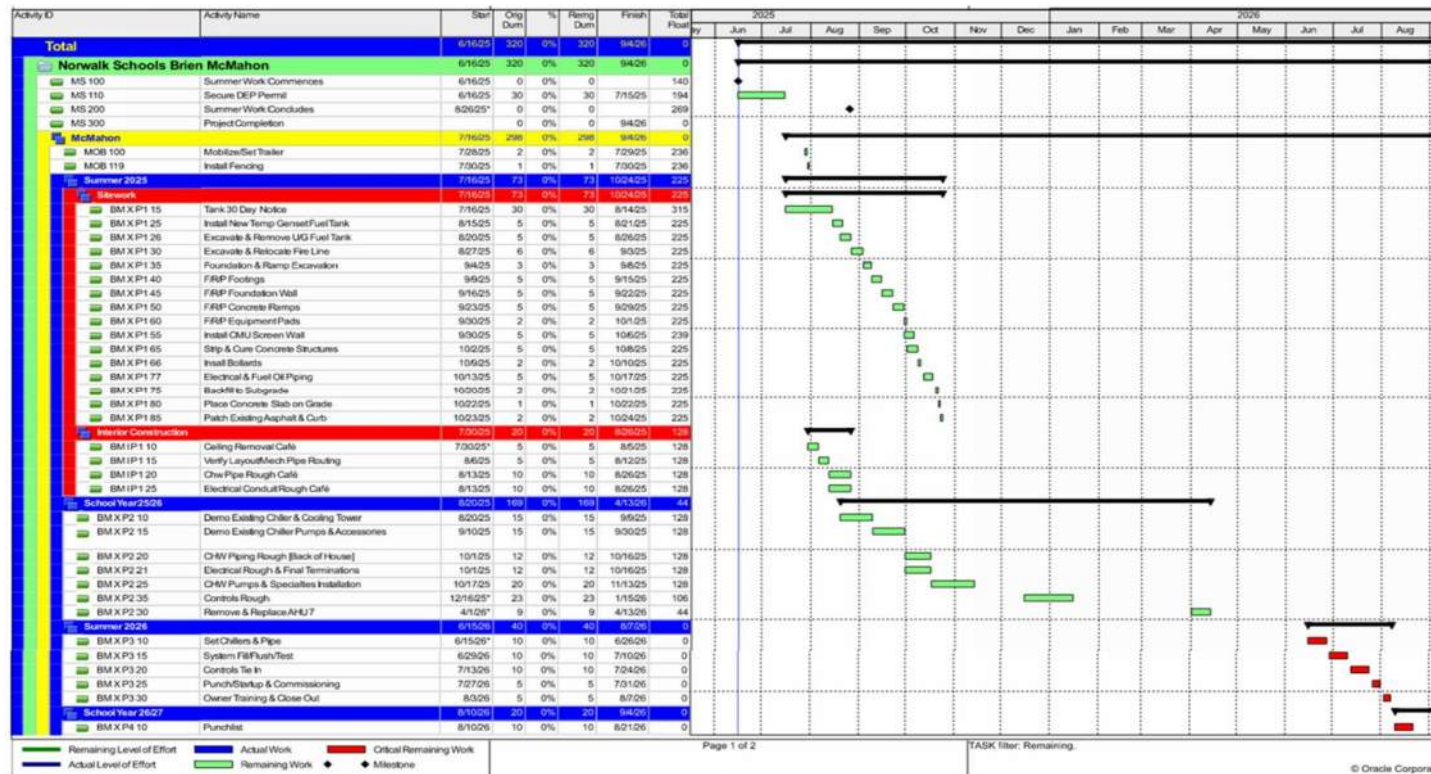 Activity ID Activity Name Start Orig Durn % Remng Durn Finish Total Float 2025 2026
Jun Jul Aug Sep Oct Nov Dec Jan Feb Mar Apr May Jun Jul Aug
Total 6/16/25 320 0% 320 9/4/26 0
Norwalk Schools Brien McMahon 6/16/25 320 0% 320 9/4/26 0
MS 100 Summer Work Commences 6/16/25 0 0% 0 140
MS 110 Secure DEP Permit 6/16/25 30 0% 30 7/15/25 194
MS 200 Summer Work Concludes 8/26/25* 0 0% 0 269
MS 300 Project Completion 0 0% 0 9/4/26 0
McMahon 7/16/25 298 0% 298 9/4/26 0
MOB 100 Mobilize/Set Trailer 7/28/25 2 0% 2 7/29/25 236
MOB 119 Install Fencing 7/30/25 1 0% 1 7/30/25 236
Summer 2025 7/16/25 73 0% 73 10/24/25 225
Sitework 7/16/25 73 0% 73 10/24/25 225
BM X P1 15 Tank 30 Day Notice 7/16/25 30 0% 30 8/14/25 315
BM X P1 25 Install New Temp Genset Fuel Tank 8/15/25 5 0% 5 8/21/25 225
BM X P1 26 Excavate & Remove U/G Fuel Tank 8/20/25 5 0% 5 8/26/25 225
BM X P1 30 Excavate & Relocate Fire Line 8/27/25 6 0% 6 9/3/25 225
BM X P1 35 Foundation & Ramp Excavation 9/4/25 3 0% 3 9/8/25 225
BM X P1 40 F/R/P Footings 9/9/25 5 0% 5 9/15/25 225
BM X P1 45 F/R/P Foundation Wall 9/16/25 5 0% 5 9/22/25 225
BM X P1 50 F/R/P Concrete Ramps 9/23/25 5 0% 5 9/29/25 225
BM X P1 60 F/R/P Equipment Pads 9/30/25 2 0% 2 10/1/25 225
BM X P1 55 Install CMU Screen Wall 9/30/25 5 0% 5 10/6/25 239
BM X P1 65 Strip & Cure Concrete Structures 10/2/25 5 0% 5 10/8/25 225
BM X P1 66 Insall Bollards 10/9/25 2 0% 2 10/10/25 225
BM X P1 77 Electrical & Fuel Oil Piping 10/13/25 5 0% 5 10/17/25 225
BM X P1 75 Backfill to Subgrade 10/20/25 2 0% 2 10/21/25 225
BM X P1 80 Place Concrete Slab on Grade 10/22/25 1 0% 1 10/22/25 225
BM X P1 85 Patch Existing Asphalt & Curb 10/23/25 2 0% 2 10/24/25 225
Interior Construction 7/30/25 20 0% 20 8/26/25 128
BM I P1 10 Ceiling Removal Café 7/30/25* 5 0% 5 8/5/25 128
BM I P1 15 Verify Layout/Mech Pipe Routing 8/6/25 5 0% 5 8/12/25 128
BM I P1 20 Chw Pipe Rough Café 8/13/25 10 0% 10 8/26/25 128
BM I P1 25 Electrical Conduit Rough Café 8/13/25 10 0% 10 8/26/25 128
School Year 25/26 8/20/25 169 0% 169 4/13/26 44
BM X P2 10 Demo Existing Chiller & Cooling Tower 8/20/25 15 0% 15 9/9/25 128
BM X P2 15 Demo Existing Chiller Pumps & Accessories 9/10/25 15 0% 15 9/30/25 128
BM X P2 20 CHW Piping Rough [Back of House] 10/1/25 12 0% 12 10/16/25 128
BM X P2 21 Electrical Rough & Final Terminations 10/1/25 12 0% 12 10/16/25 128
BM X P2 25 CHW Pumps & Specialties Installation 10/17/25 20 0% 20 11/13/25 128
BM X P2 35 Controls Rough 12/16/25* 23 0% 23 1/15/26 106
BM X P2 30 Remove & Replace AHU 7 4/1/26* 9 0% 9 4/13/26 44
Summer 2026 6/15/26 40 0% 40 8/7/26 0
BM X P3 10 Set Chillers & Pipe 6/15/26* 10 0% 10 6/26/26 0
BM X P3 15 System Fill/Flush/Test 6/29/26 10 0% 10 7/10/26 0
BM X P3 20 Controls Tie In 7/13/26 10 0% 10 7/24/26 0
BM X P3 25 Punch/Startup & Commissioning 7/27/26 5 0% 5 7/31/26 0
BM X P3 30 Owner Training & Close Out 8/3/26 5 0% 5 8/7/26 0
School Year 26/27 8/10/26 20 0% 20 9/4/26 0
BM X P4 10 Punchlist 8/10/26 10 0% 10 8/21/26 0
Remaining Level of Effort Actual Work Critical Remaining Work Page 1 of 2 TASK filter: Remaining.
Actual Level of Effort Remaining Work Milestone
© Oracle Corpora